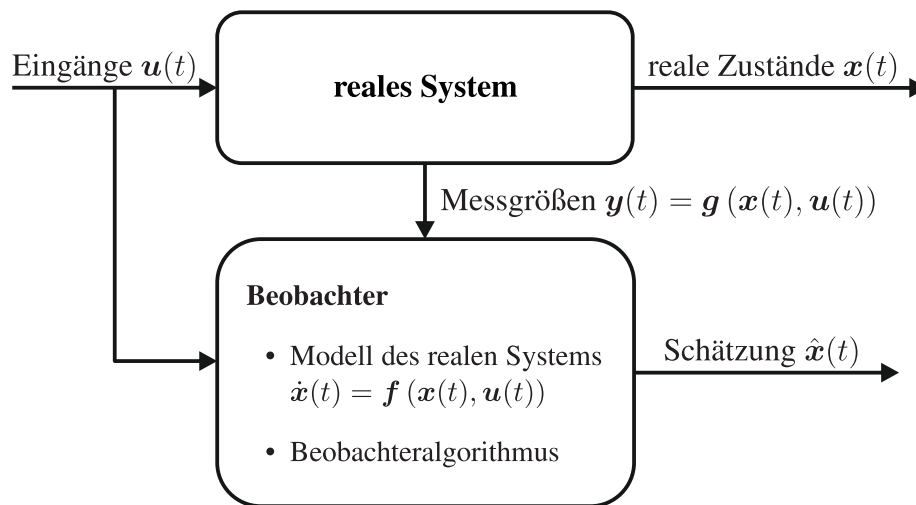 Eingänge u(t)
reales System
reale Zustände x(t)
Messgrößen y(t) = g (x(t), u(t))
Beobachter
• Modell des realen Systems
ẋ(t) = f (x(t), u(t))
• Beobachteralgorithmus
Schätzung x̂(t)